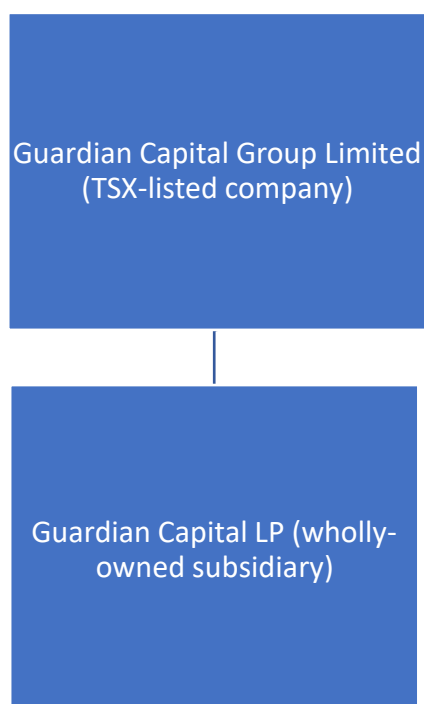 Guardian Capital Group Limited
(TSX-listed company)
Guardian Capital LP (wholly-
owned subsidiary)